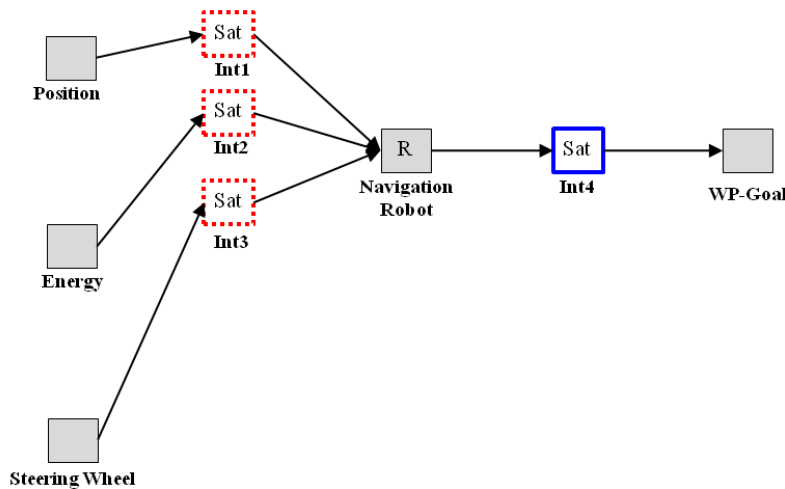 Sat
Int1
Position
Sat
Int2
R
Sat
Navigation
Robot
Int4
WP-Goal
Sat
Int3
Energy
Steering Wheel